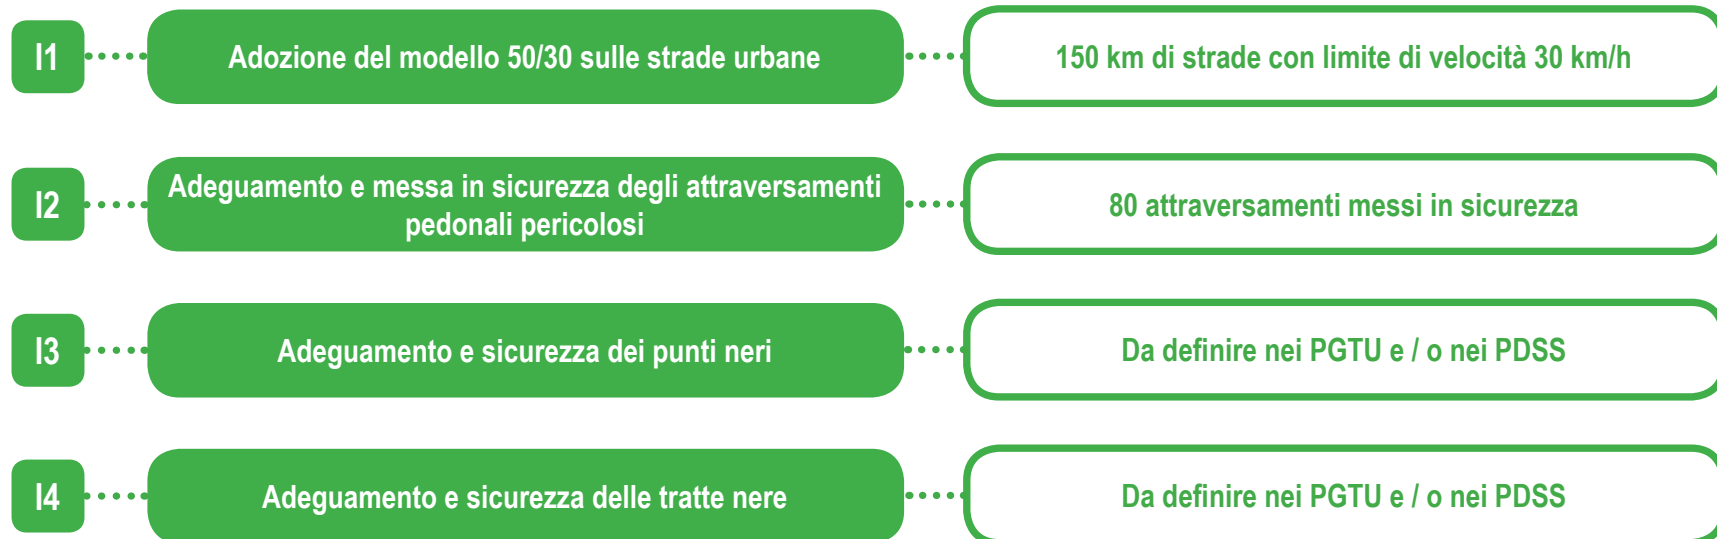 I1
Adozione del modello 50/30 sulle strade urbane
150 km di strade con limite di velocità 30 km/h
I2
Adeguamento e messa in sicurezza degli attraversamenti
pedonali pericolosi
80 attraversamenti messi in sicurezza
I3
Adeguamento e sicurezza dei punti neri
Da definire nei PGTU e / o nei PDSS
I4
Adeguamento e sicurezza delle tratte nere
Da definire nei PGTU e / o nei PDSS